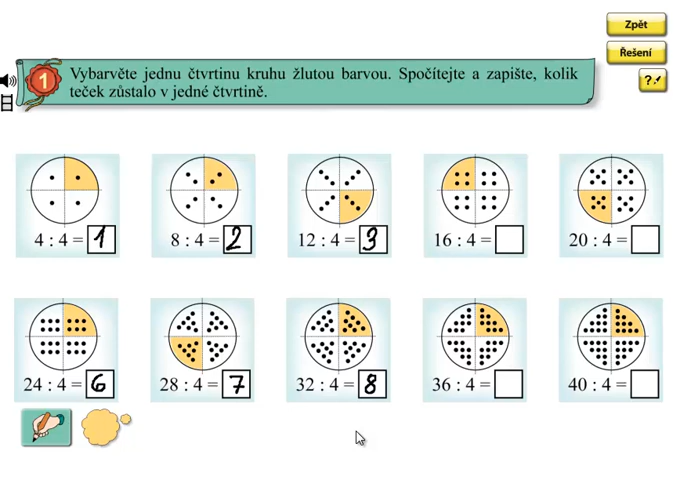 Zpět
Řešení
?
1
Vybarvěte jednu čtvrtinu kruhu žlutou barvou. Spočítejte a zapište, kolik
teček zůstalo v jedné čtvrtině.
4 : 4 = 1
8 : 4 = 2
12 : 4 = 3
16 : 4 =
20 : 4 =
24 : 4 = 6
28 : 4 = 7
32 : 4 = 8
36 : 4 =
40 : 4 =